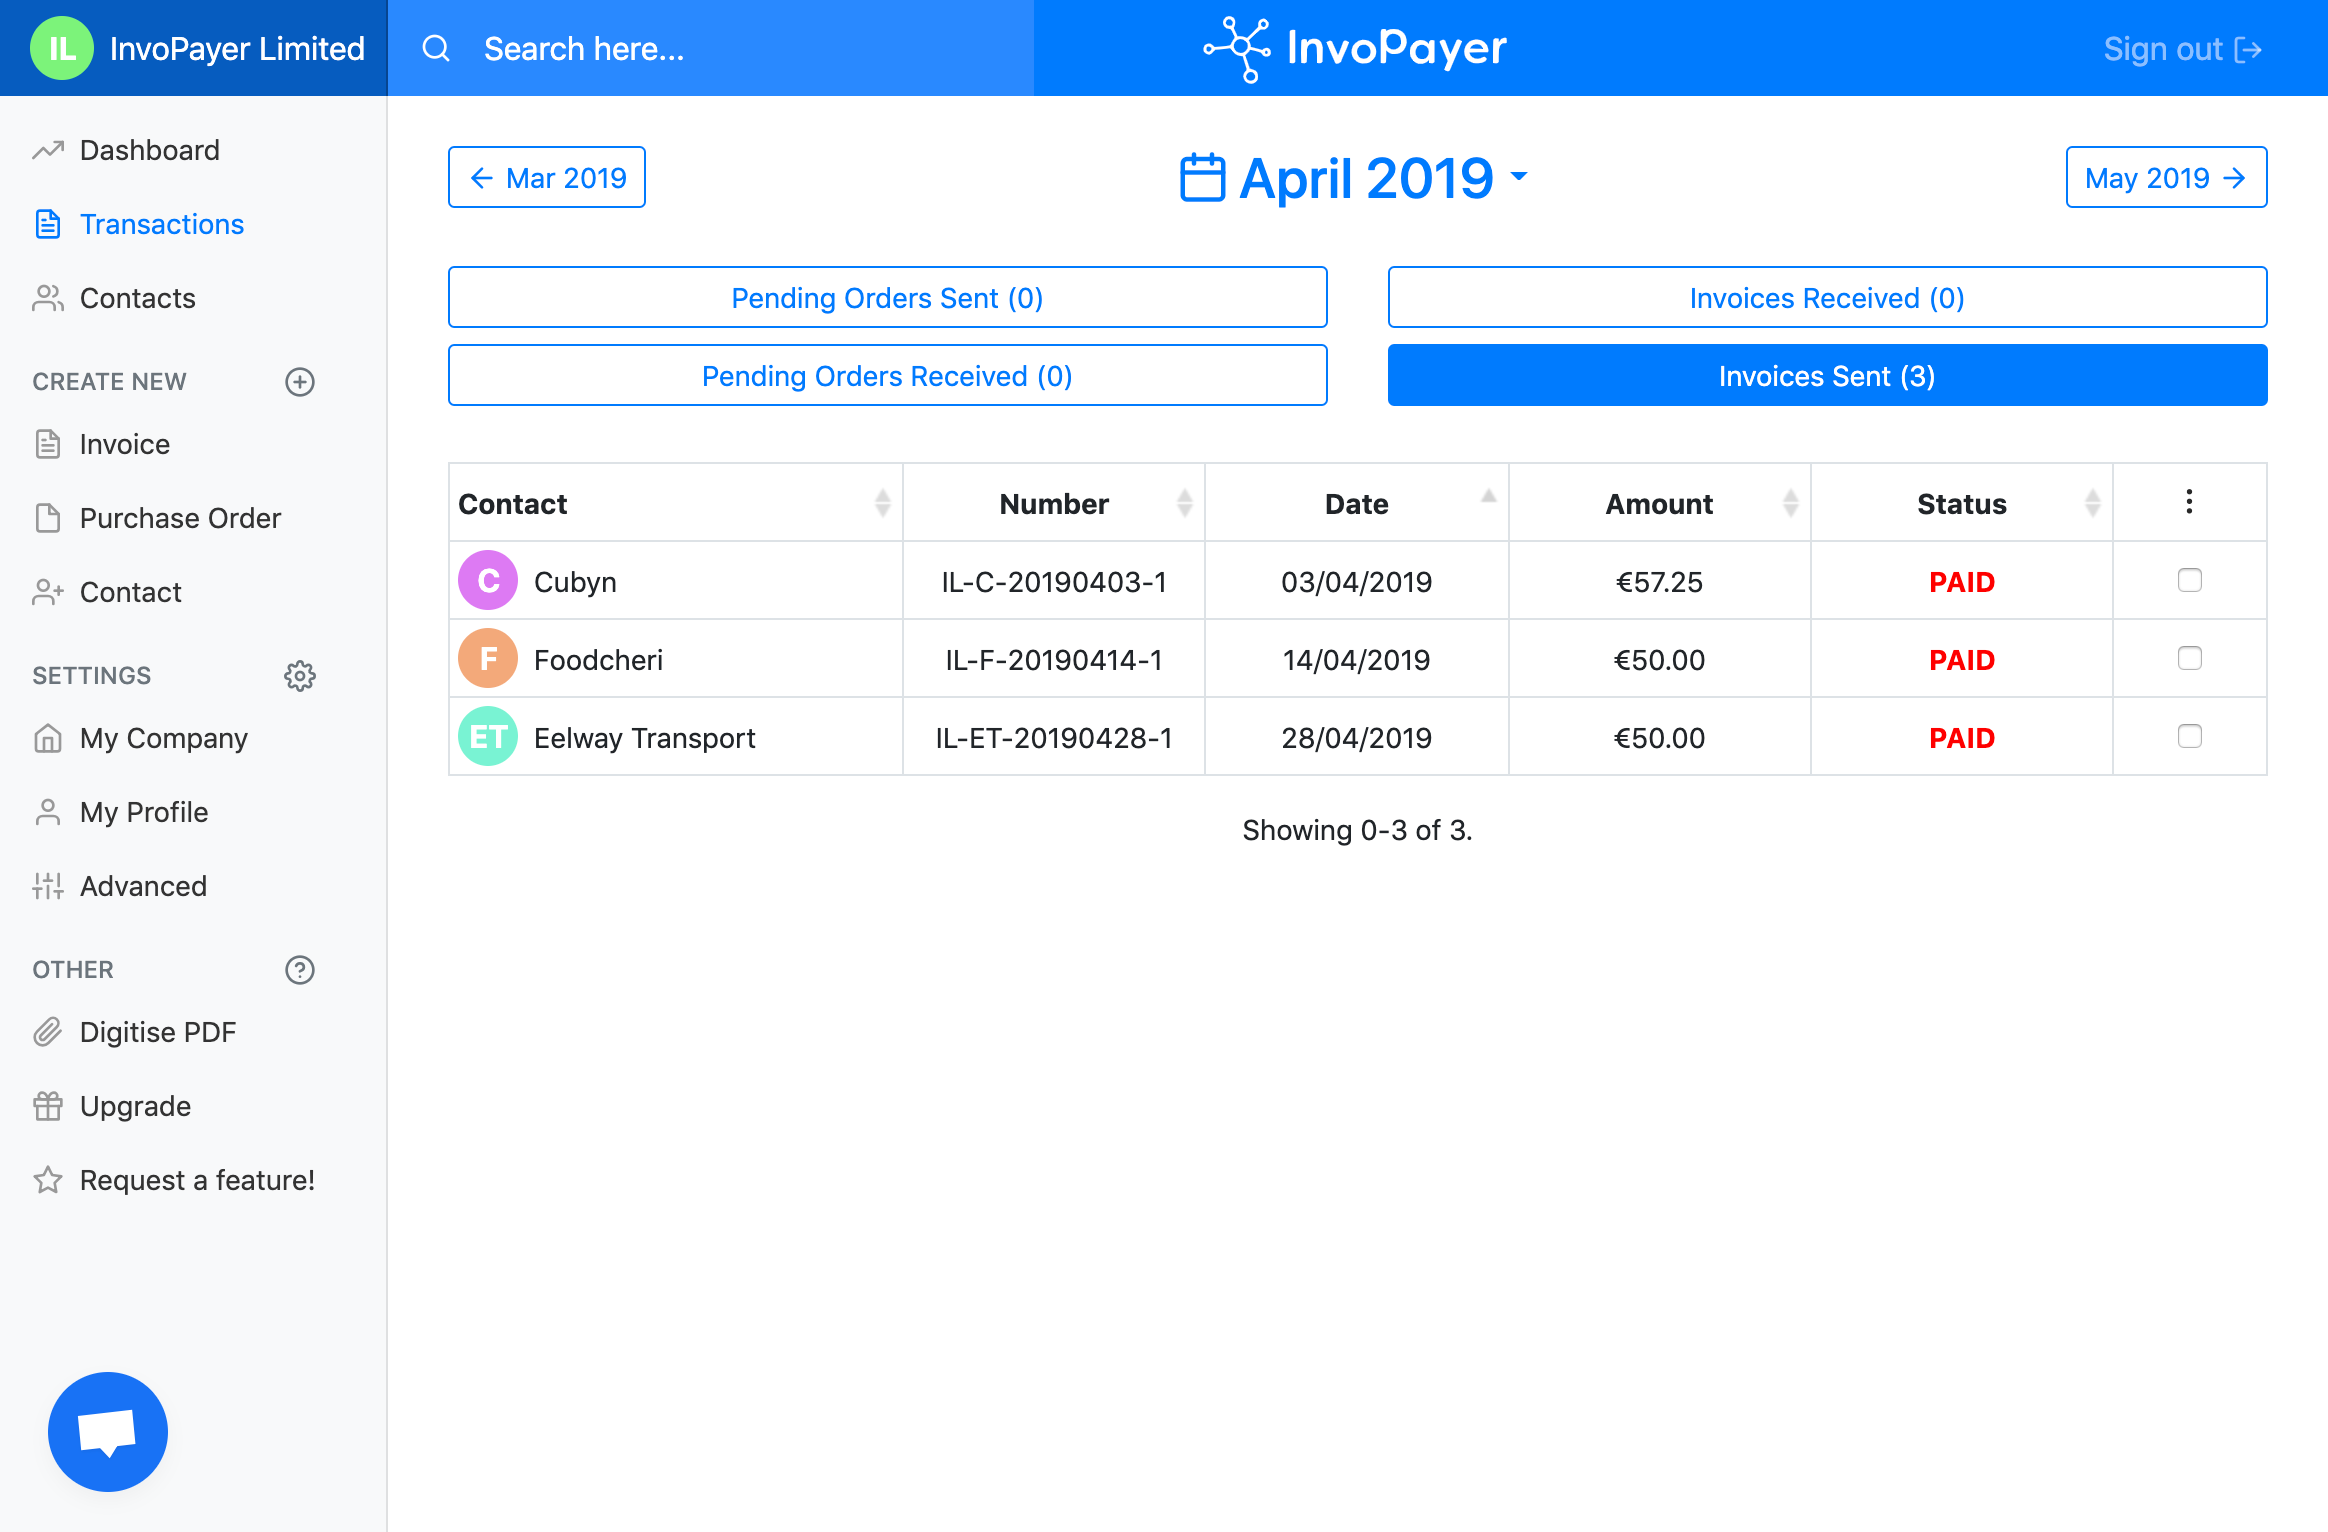 IL InvoPayer Limited
Search here...
InvoPayer
Sign out
Dashboard
Transactions
Contacts
CREATE NEW
Invoice
Purchase Order
Contact
SETTINGS
My Company
My Profile
Advanced
OTHER
Digitise PDF
Upgrade
Request a feature!
Mar 2019
April 2019
May 2019
Pending Orders Sent (0)
Invoices Received (0)
Pending Orders Received (0)
Invoices Sent (3)
Contact Number Date Amount Status
C Cubyn IL-C-20190403-1 03/04/2019 €57.25 PAID
F Foodcheri IL-F-20190414-1 14/04/2019 €50.00 PAID
ET Eelway Transport IL-ET-20190428-1 28/04/2019 €50.00 PAID
Showing 0-3 of 3.